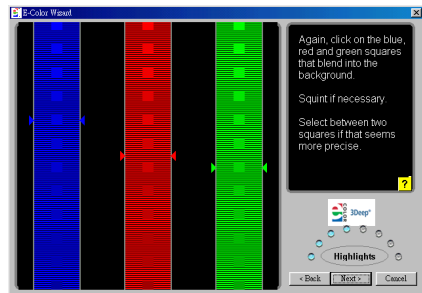 E-Color Wizard
Again, click on the blue,
red and green squares
that blend into the
background.
Squint if necessary.
Select between two
squares if that seems
more precise.
?
3Deep®
Highlights
< Back
Next >
Cancel